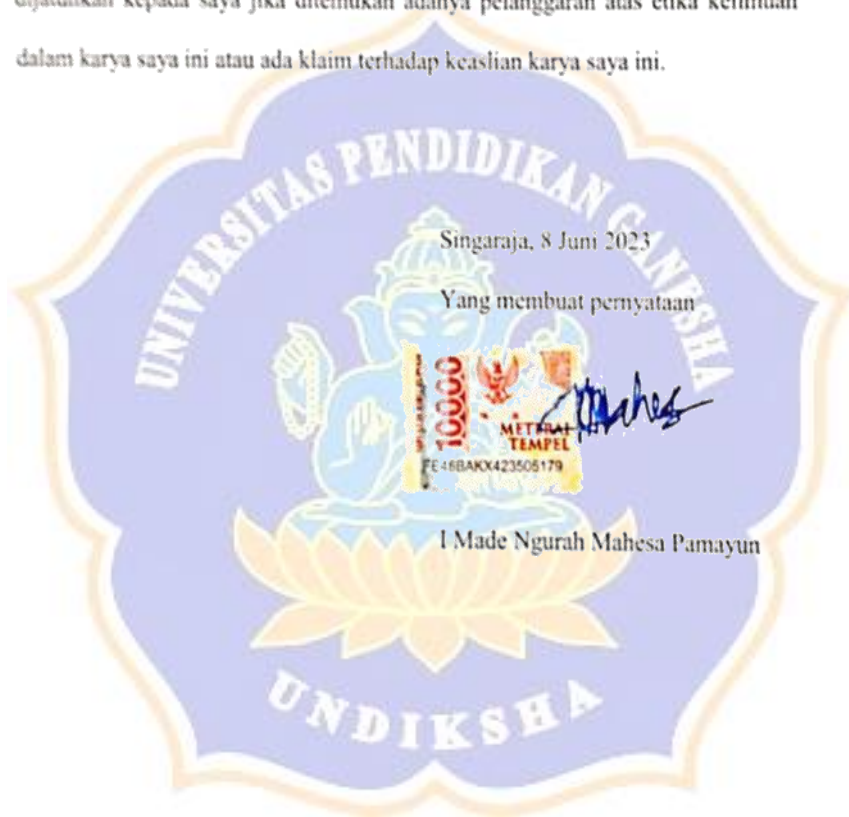 dijatuhkan kepada saya jika ditemukan adanya pelanggaran atas etika keilmuan
dalam karya saya ini atau ada klaim terhadap keaslian karya saya ini.
UNIVERSITAS PENDIDIKAN GANESHA
Singaraja, 8 Juni 2023
Yang membuat pernyataan
10000
METERAI
TEMPEL
FE46BAKX423505179
I Made Ngurah Mahesa Pamayun
UNDIKSHA